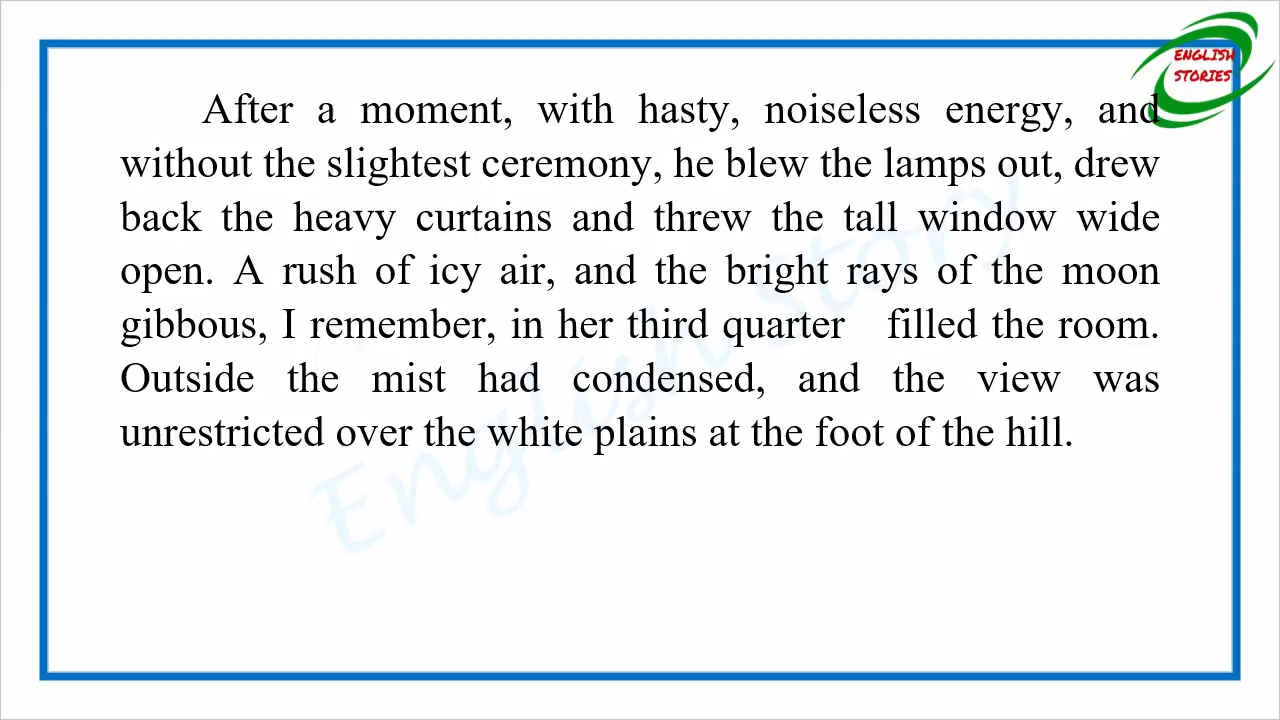 ENGLISH
STORIES
After a moment, with hasty, noiseless energy, and
without the slightest ceremony, he blew the lamps out, drew
back the heavy curtains and threw the tall window wide
open. A rush of icy air, and the bright rays of the moon
gibbous, I remember, in her third quarter filled the room.
Outside the mist had condensed, and the view was
unrestricted over the white plains at the foot of the hill.
English Story